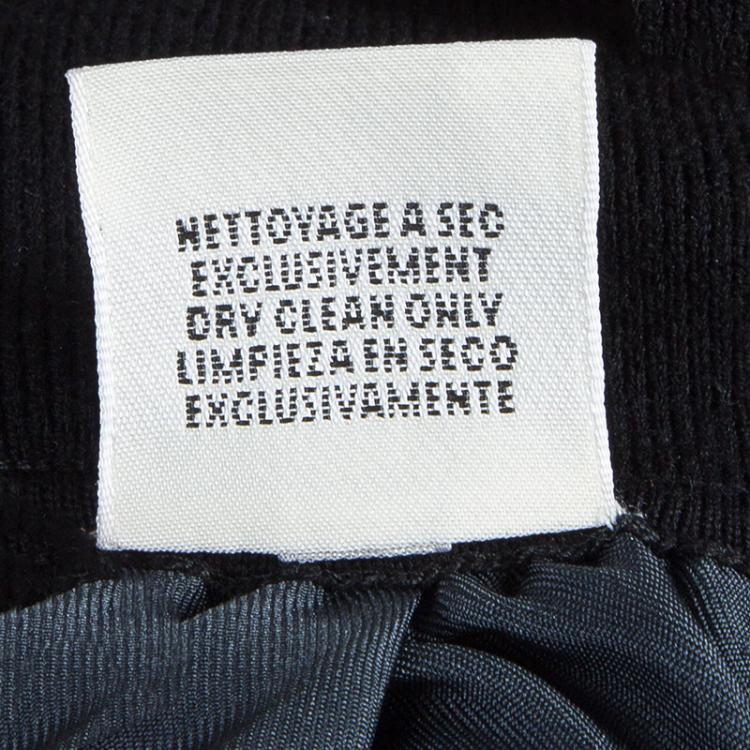 NETTOYAGE A SEC
EXCLUSIVEMENT
DRY CLEAN ONLY
LIMPIEZA EN SECO
EXCLUSIVAMENTE